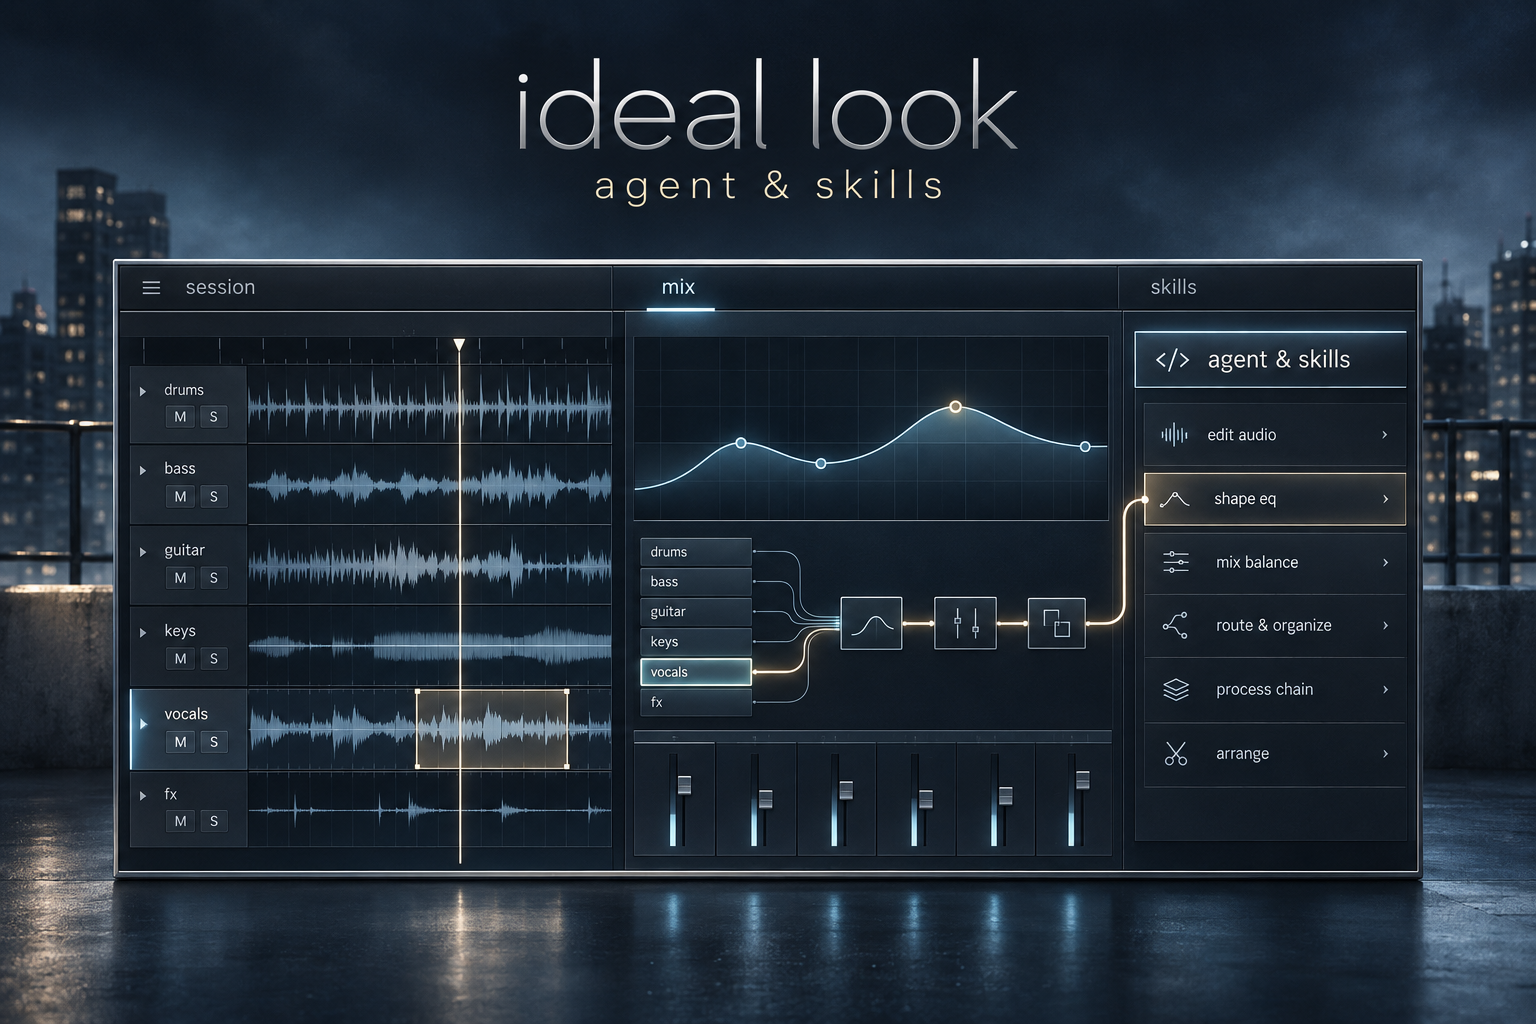 ideal look
agent & skills
session
mix
skills
drums
M S
bass
M S
guitar
M S
keys
M S
vocals
M S
fx
M S
drums
bass
guitar
keys
vocals
fx
</> agent & skills
edit audio
shape eq
mix balance
route & organize
process chain
arrange